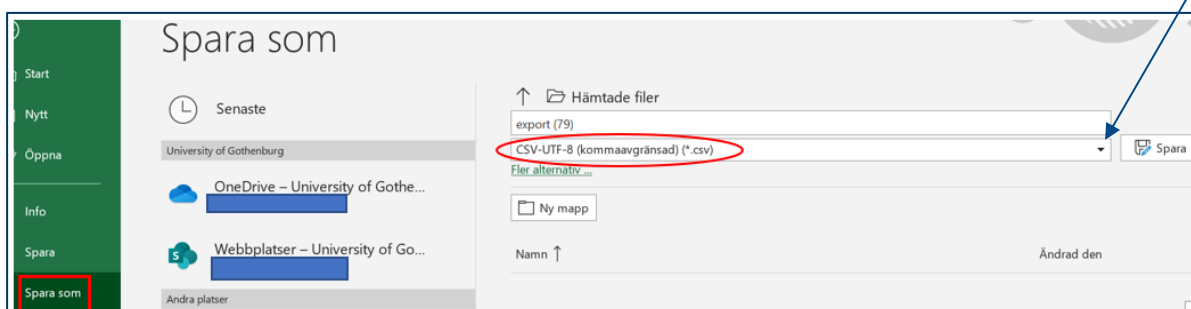 Spara som
Start
Nytt
Öppna
Info
Spara
Spara som
Senaste
University of Gothenburg
OneDrive – University of Gothe...
Webbplatser – University of Go...
Andra platser
Hämtade filer
export (79)
CSV-UTF-8 (kommaavgränsad) (*.csv)
Spara
Fler alternativ ...
Ny mapp
Namn ↑
Ändrad den